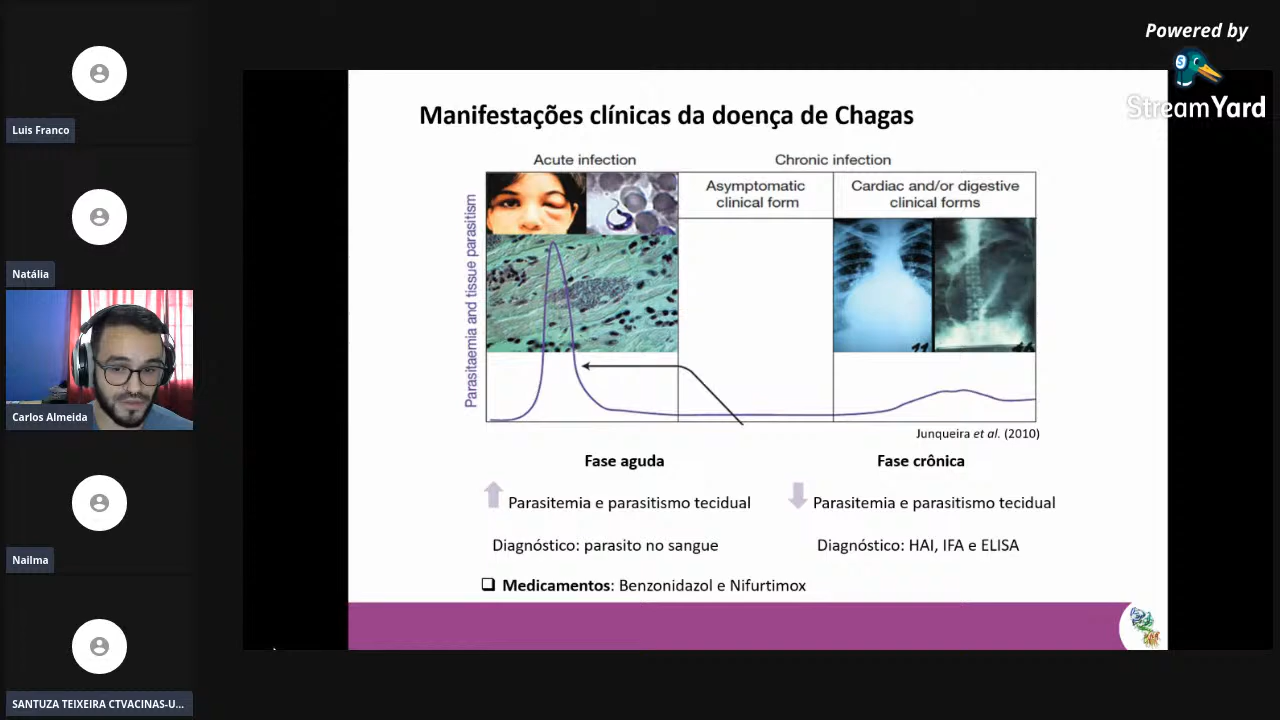 Powered by
StreamYard
Luis Franco
Natália
Carlos Almeida
Nailma
SANTUZA TEIXEIRA CTVACINAS-U...
Manifestações clínicas da doença de Chagas
Acute infection
Chronic infection
Asymptomatic
clinical form
Cardiac and/or digestive
clinical forms
Parasitaemia and tissue parasitism
Junqueira et al. (2010)
Fase aguda
Fase crônica
Parasitemia e parasitismo tecidual
Parasitemia e parasitismo tecidual
Diagnóstico: parasito no sangue
Diagnóstico: HAI, IFA e ELISA
Medicamentos: Benzonidazol e Nifurtimox